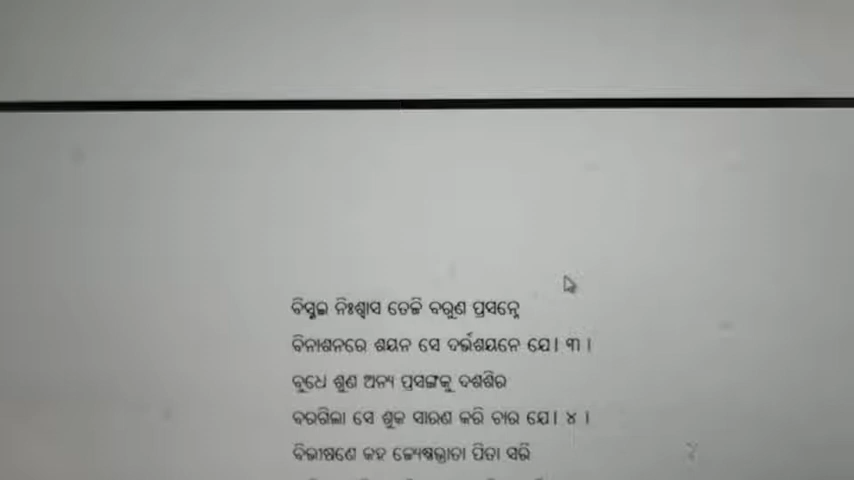 ବିସ୍ମଇ ନିଃଶ୍ୱାସ ତେଜି ବରୁଣ ପ୍ରସନ୍ନେ
ବିନାଶନରେ ଶୟନ ସେ ଦର୍ଭଶୟନେ ଯେ। ୩ ।
ବୁଧେ ଶୁଣ ଅନ୍ୟ ପ୍ରସଙ୍ଗକୁ ଦଶଶିର
ବରଗିଲା ସେ ଶୁକ ସାରଣ କରି ଚାର ଯେ। ୪ ।
ବିଭୀଷଣେ କହ ଜ୍ୟେଷ୍ଠଭ୍ରାତା ପିତା ସରି